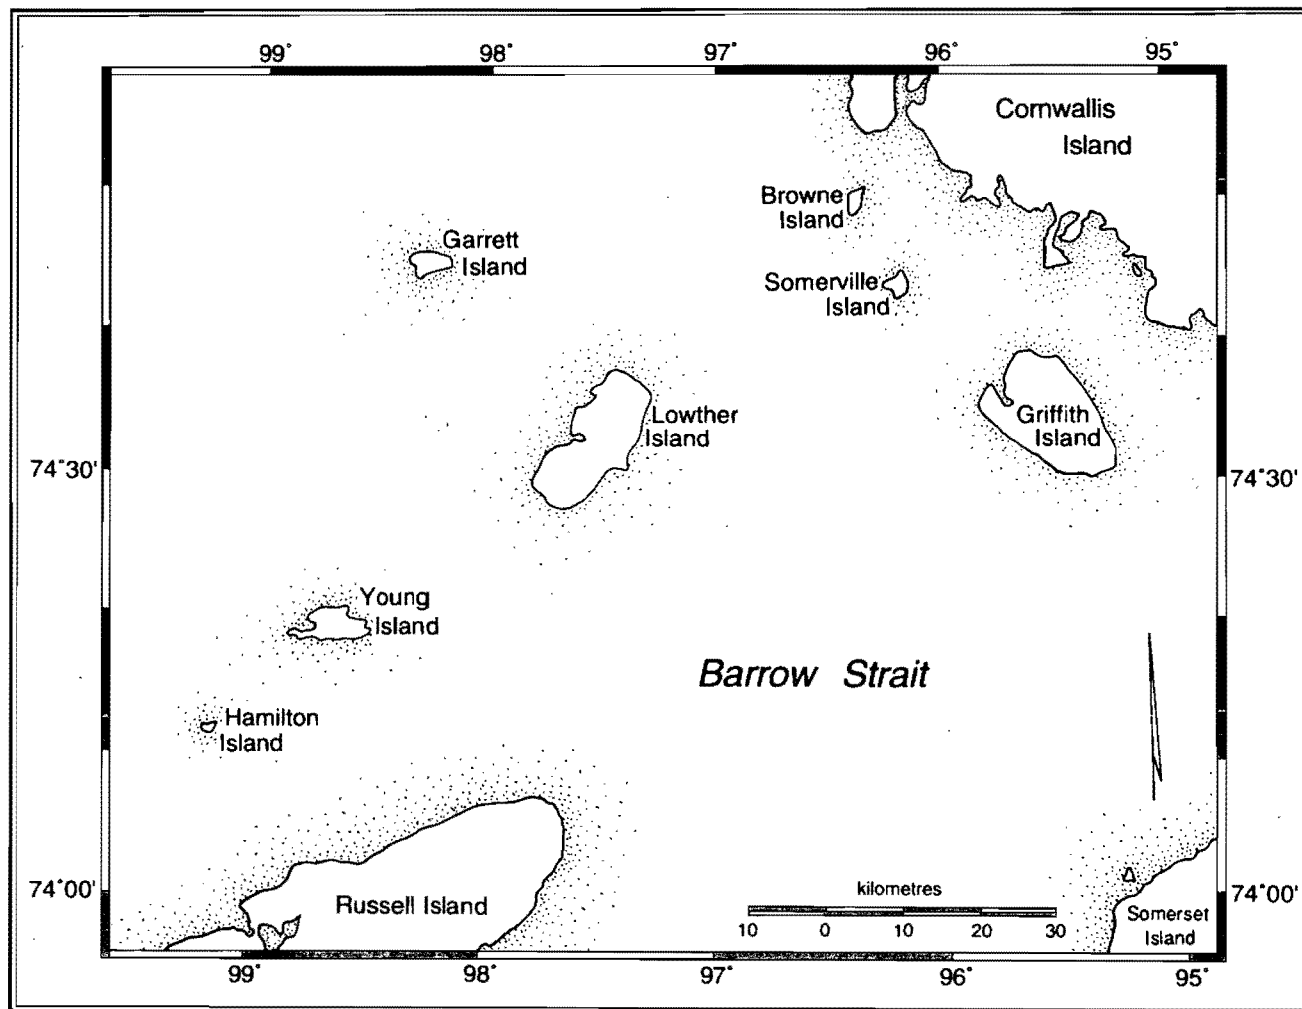 99° 98° 97° 96° 95°
Cornwallis
Island
Browne
Island
Garrett
Island
Somerville
Island
Lowther
Island
Griffith
Island
74°30' 74°30'
Young
Island
Barrow Strait
Hamilton
Island
74°00' 74°00'
Russell Island
kilometres
10 0 10 20 30
Somerset
Island
99° 98° 97° 96° 95°